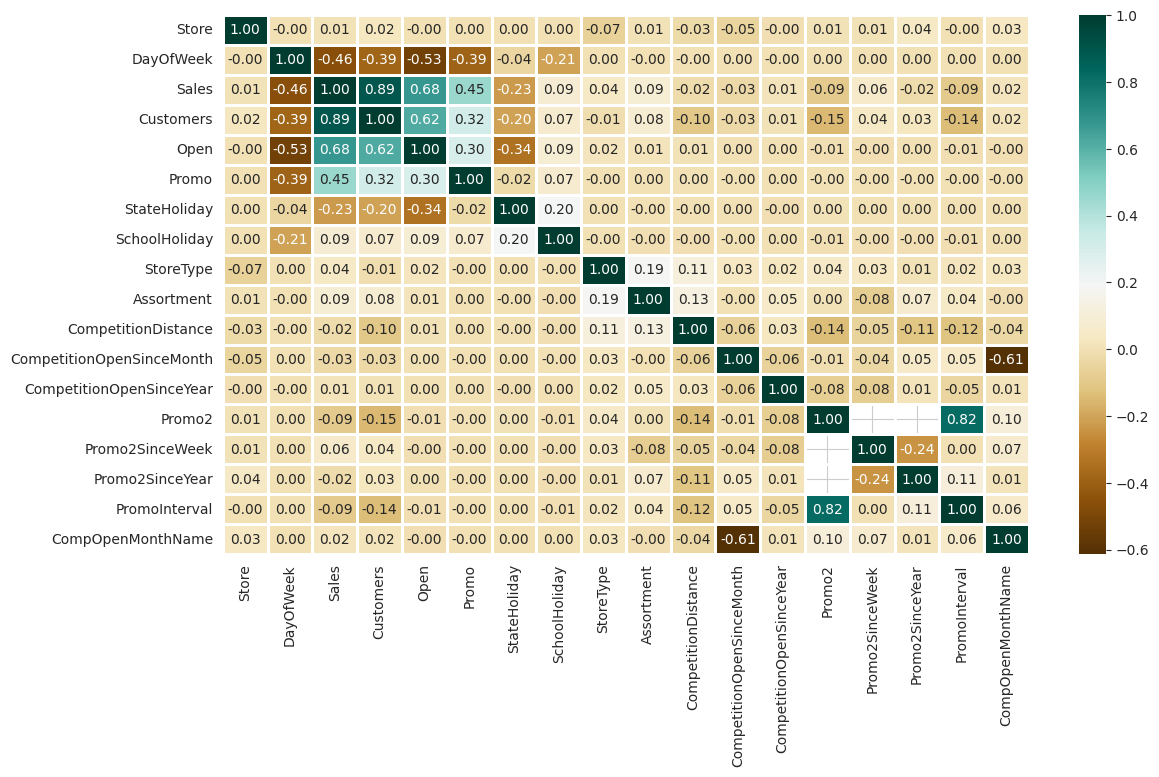 Store 1.00 -0.00 0.01 0.02 -0.00 0.00 0.00 0.00 -0.07 0.01 -0.03 -0.05 -0.00 0.01 0.01 0.04 -0.00 0.03 1.0
DayOfWeek -0.00 1.00 -0.46 -0.39 -0.53 -0.39 -0.04 -0.21 0.00 -0.00 -0.00 0.00 -0.00 0.00 0.00 0.00 0.00 0.00
Sales 0.01 -0.46 1.00 0.89 0.68 0.45 -0.23 0.09 0.04 0.09 -0.02 -0.03 0.01 -0.09 0.06 -0.02 -0.09 0.02 0.8
Customers 0.02 -0.39 0.89 1.00 0.62 0.32 -0.20 0.07 -0.01 0.08 -0.10 -0.03 0.01 -0.15 0.04 0.03 -0.14 0.02
Open -0.00 -0.53 0.68 0.62 1.00 0.30 -0.34 0.09 0.02 0.01 0.01 0.00 0.00 -0.01 -0.00 -0.00 -0.01 0.00 0.6
Promo 0.00 -0.39 0.45 0.32 0.30 1.00 -0.02 0.07 -0.00 0.00 -0.00 -0.00 0.00 -0.00 -0.00 -0.00 -0.00 -0.00
StateHoliday 0.00 -0.04 -0.23 -0.20 -0.34 -0.02 1.00 0.20 0.00 -0.00 -0.00 0.00 0.00 0.00 0.00 0.00 0.00 0.00 0.4
SchoolHoliday 0.00 -0.21 0.09 0.07 0.09 0.07 0.20 1.00 -0.00 -0.00 -0.00 -0.00 -0.00 -0.01 -0.00 -0.00 -0.01 0.00
StoreType -0.07 0.00 0.04 -0.01 0.02 -0.00 0.00 -0.00 1.00 0.19 0.11 0.03 0.02 0.04 0.03 0.01 0.02 0.03 0.2
Assortment 0.01 -0.00 0.09 0.08 0.01 0.00 -0.00 -0.00 0.19 1.00 0.13 -0.00 0.05 0.00 -0.08 0.07 0.04 -0.00
CompetitionDistance -0.03 -0.00 -0.02 -0.10 0.01 -0.00 -0.00 -0.00 0.11 0.13 1.00 -0.06 0.03 -0.14 -0.05 -0.11 -0.12 -0.04 0.0
CompetitionOpenSinceMonth -0.05 0.00 -0.03 -0.03 0.00 -0.00 0.00 -0.00 0.03 -0.00 -0.06 1.00 -0.06 -0.01 -0.04 0.05 0.05 -0.61
CompetitionOpenSinceYear -0.00 -0.00 0.01 0.01 0.00 0.00 0.00 -0.00 0.02 0.05 0.03 -0.06 1.00 -0.08 -0.08 0.01 -0.05 0.01
Promo2 0.01 0.00 -0.09 -0.15 -0.01 -0.00 0.00 -0.01 0.04 0.00 -0.14 -0.01 -0.08 1.00 0.82 0.10 −0.2
Promo2SinceWeek 0.01 0.00 0.06 0.04 -0.00 -0.00 0.00 -0.00 0.03 -0.08 -0.05 -0.04 -0.08 1.00 -0.24 0.00 0.07
Promo2SinceYear 0.04 0.00 -0.02 0.03 -0.00 -0.00 0.00 -0.00 0.01 0.07 -0.11 0.05 0.01 -0.24 1.00 0.11 0.01 −0.4
PromoInterval -0.00 0.00 -0.09 -0.14 -0.01 -0.00 0.00 -0.01 0.02 0.04 -0.12 0.05 -0.05 0.82 0.00 0.11 1.00 0.06
CompOpenMonthName 0.03 0.00 0.02 0.02 0.00 -0.00 0.00 0.00 0.03 -0.00 -0.04 -0.61 0.01 0.10 0.07 0.01 0.06 1.00 −0.6
Store
DayOfWeek
Sales
Customers
Open
Promo
StateHoliday
SchoolHoliday
StoreType
Assortment
CompetitionDistance
CompetitionOpenSinceMonth
CompetitionOpenSinceYear
Promo2
Promo2SinceWeek
Promo2SinceYear
PromoInterval
CompOpenMonthName